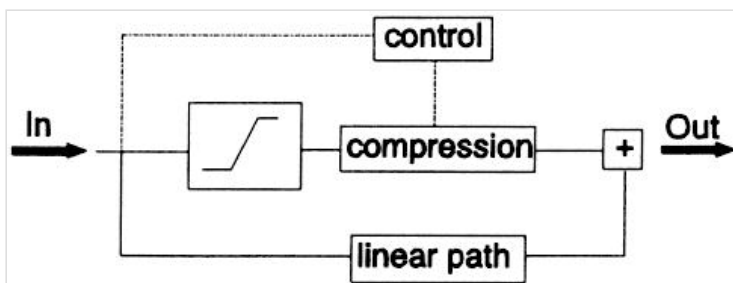 control
In
compression
+
Out
linear path